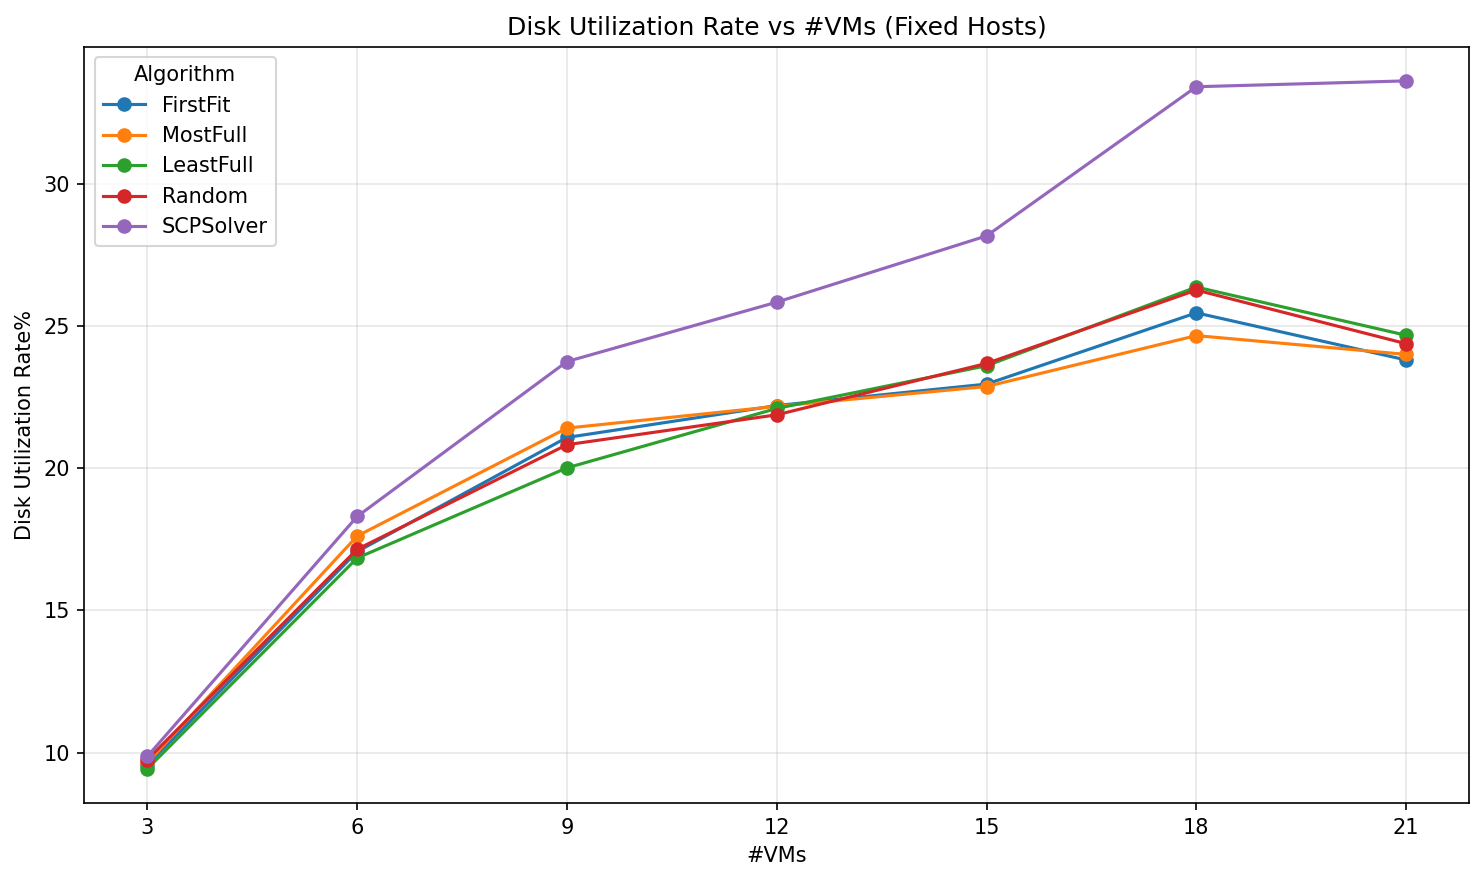 Disk Utilization Rate vs #VMs (Fixed Hosts)
Algorithm
FirstFit
MostFull
LeastFull
Random
SCPSolver
Disk Utilization Rate%
30
25
20
15
10
3 6 9 12 15 18 21
#VMs